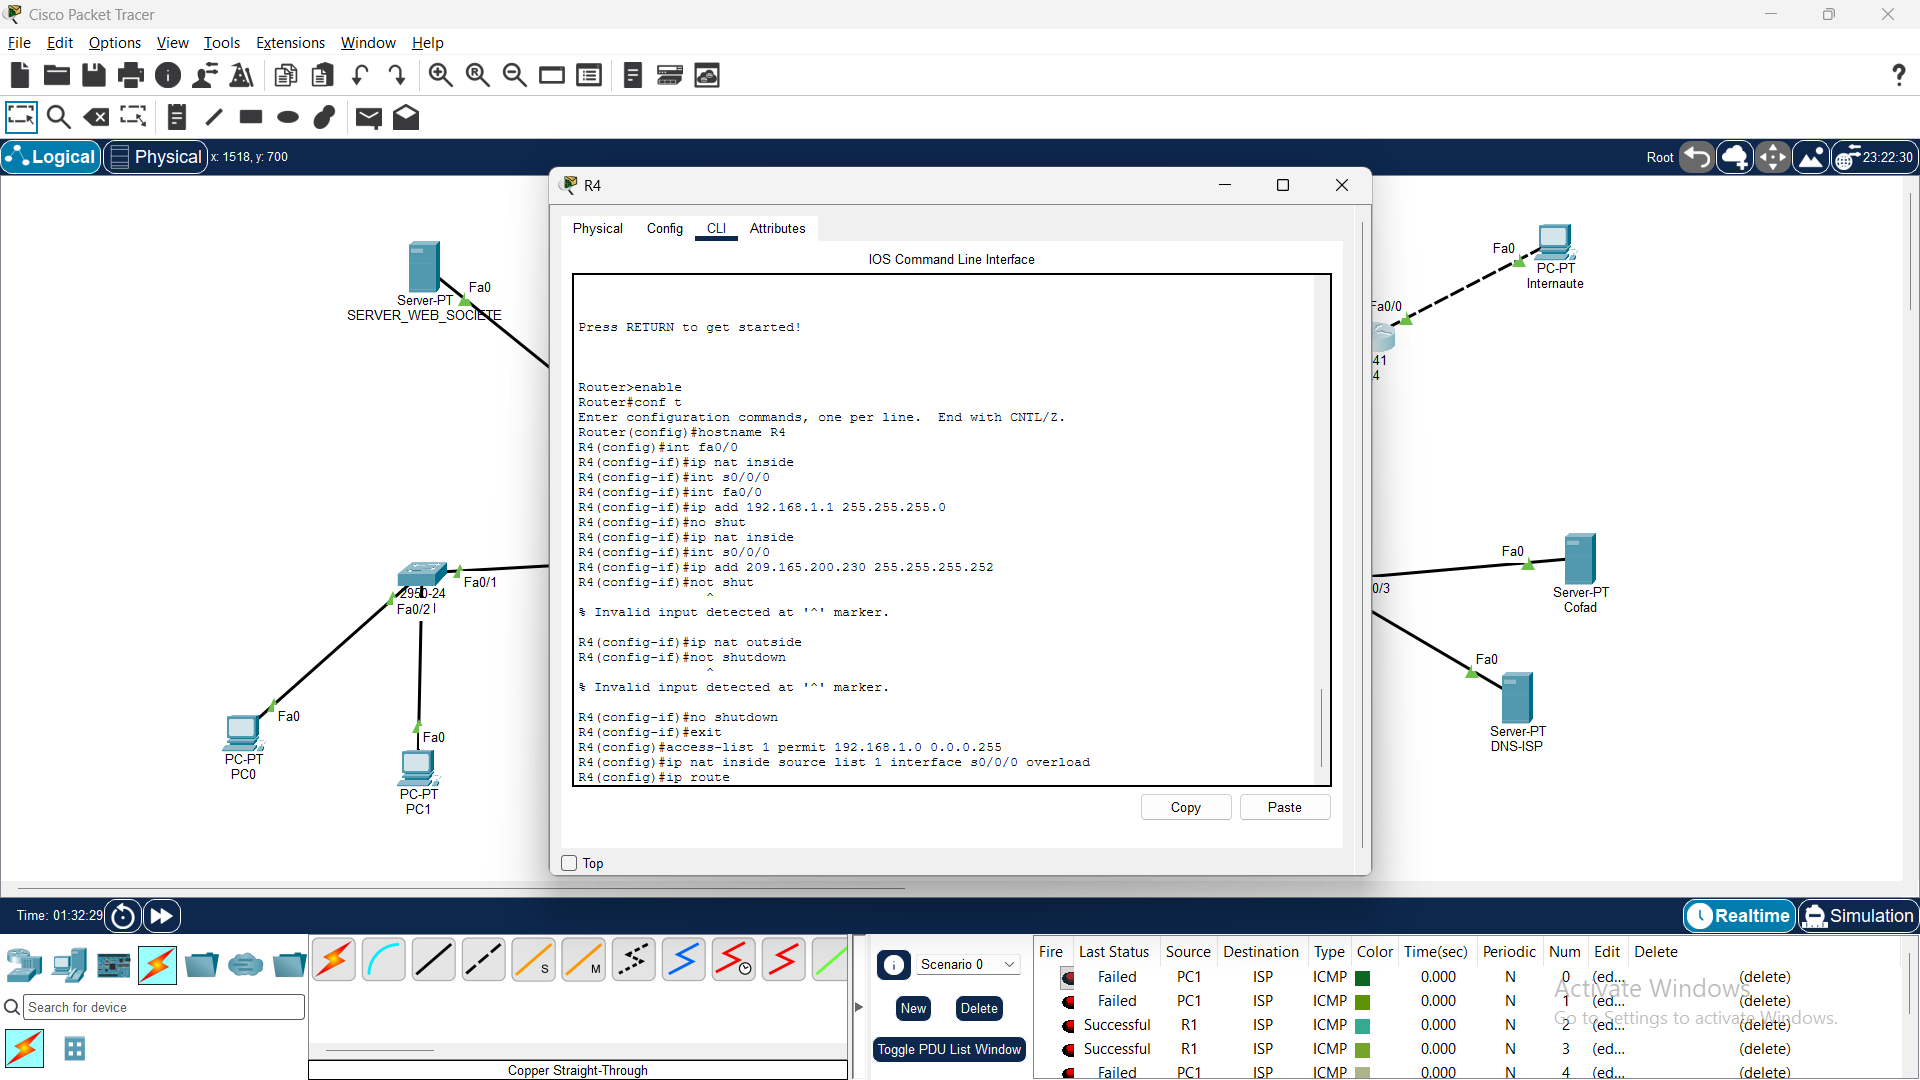 Cisco Packet Tracer
File Edit Options View Tools Extensions Window Help
Logical Physical x: 1518, y: 700
Root 23:22:30
R4
Physical Config CLI Attributes
IOS Command Line Interface
Press RETURN to get started!
Router>enable
Router#conf t
Enter configuration commands, one per line.  End with CNTL/Z.
Router(config)#hostname R4
R4(config)#int fa0/0
R4(config-if)#ip nat inside
R4(config-if)#int s0/0/0
R4(config-if)#int fa0/0
R4(config-if)#ip add 192.168.1.1 255.255.255.0
R4(config-if)#no shut
R4(config-if)#ip nat inside
R4(config-if)#int s0/0/0
R4(config-if)#ip add 209.165.200.230 255.255.255.252
R4(config-if)#not shut
^
% Invalid input detected at '^' marker.
R4(config-if)#ip nat outside
R4(config-if)#not shutdown
^
% Invalid input detected at '^' marker.
R4(config-if)#no shutdown
R4(config-if)#exit
R4(config)#access-list 1 permit 192.168.1.0 0.0.0.255
R4(config)#ip nat inside source list 1 interface s0/0/0 overload
R4(config)#ip route
Copy Paste
Top
Fa0
Server-PT
SERVER_WEB_SOCIETE
Fa0/1
2950-24
Fa0/2
Fa0
PC-PT
PC0
Fa0
PC-PT
PC1
Fa0
PC-PT
Internaute
Fa0/0
41
4
Fa0
0/3
Server-PT
Cofad
Fa0
Server-PT
DNS-ISP
Time: 01:32:29
Realtime Simulation
Search for device
S M
Copper Straight-Through
Scenario 0
New Delete
Toggle PDU List Window
Fire Last Status Source Destination Type Color Time(sec) Periodic Num Edit Delete
Failed PC1 ISP ICMP 0.000 N 0 (ed... (delete)
Failed PC1 ISP ICMP 0.000 N 1 (ed... (delete)
Successful R1 ISP ICMP 0.000 N 2 (ed... (delete)
Successful R1 ISP ICMP 0.000 N 3 (ed... (delete)
Failed PC1 ISP ICMP 0.000 N 4 (ed... (delete)
Activate Windows
Go to Settings to activate Windows.